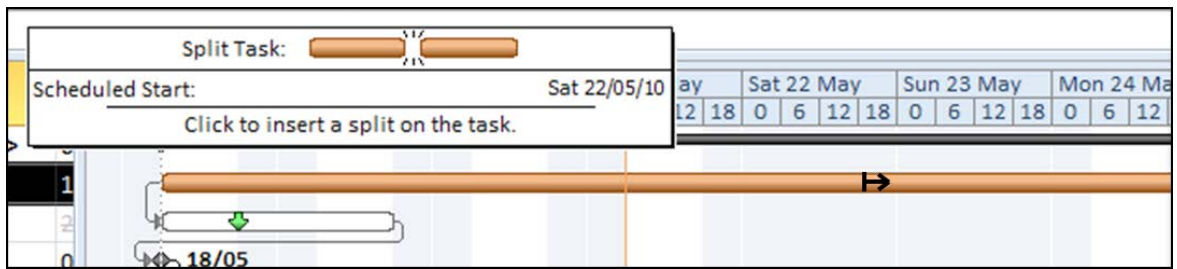 Split Task:
Scheduled Start: Sat 22/05/10
Click to insert a split on the task.
ay Sat 22 May Sun 23 May Mon 24 Ma
12 18 0 6 12 18 0 6 12 18 0 6 12
1
2
0 18/05